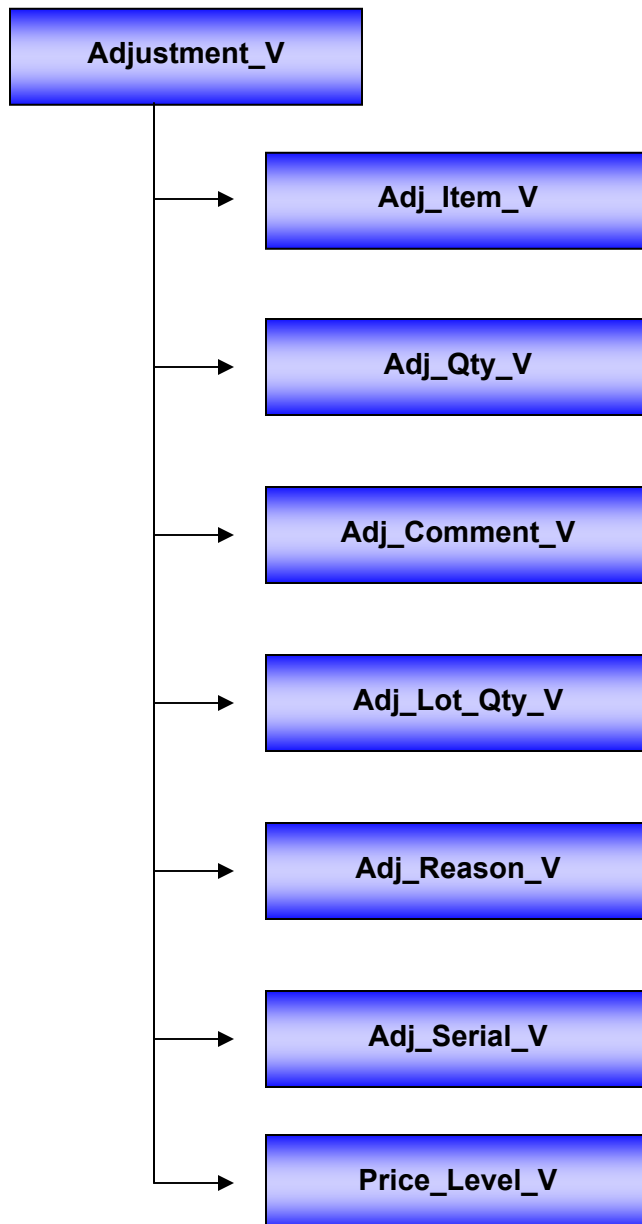 Adjustment_V
Adj_Item_V
Adj_Qty_V
Adj_Comment_V
Adj_Lot_Qty_V
Adj_Reason_V
Adj_Serial_V
Price_Level_V